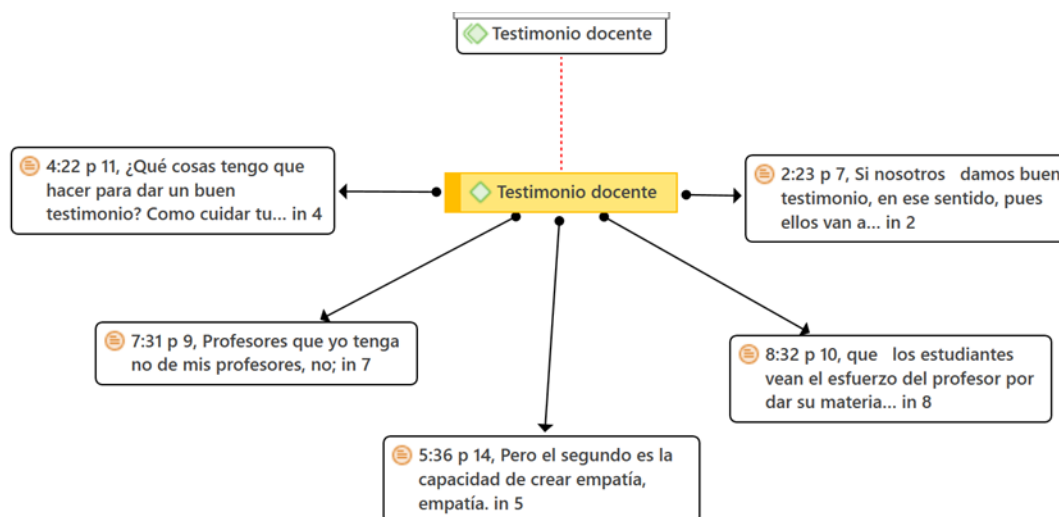 Testimonio docente
4:22 p 11, ¿Qué cosas tengo que
hacer para dar un buen
testimonio? Como cuidar tu... in 4
Testimonio docente
2:23 p 7, Si nosotros damos buen
testimonio, en ese sentido, pues
ellos van a... in 2
7:31 p 9, Profesores que yo tenga
no de mis profesores, no; in 7
8:32 p 10, que los estudiantes
vean el esfuerzo del profesor por
dar su materia... in 8
5:36 p 14, Pero el segundo es la
capacidad de crear empatía,
empatía. in 5